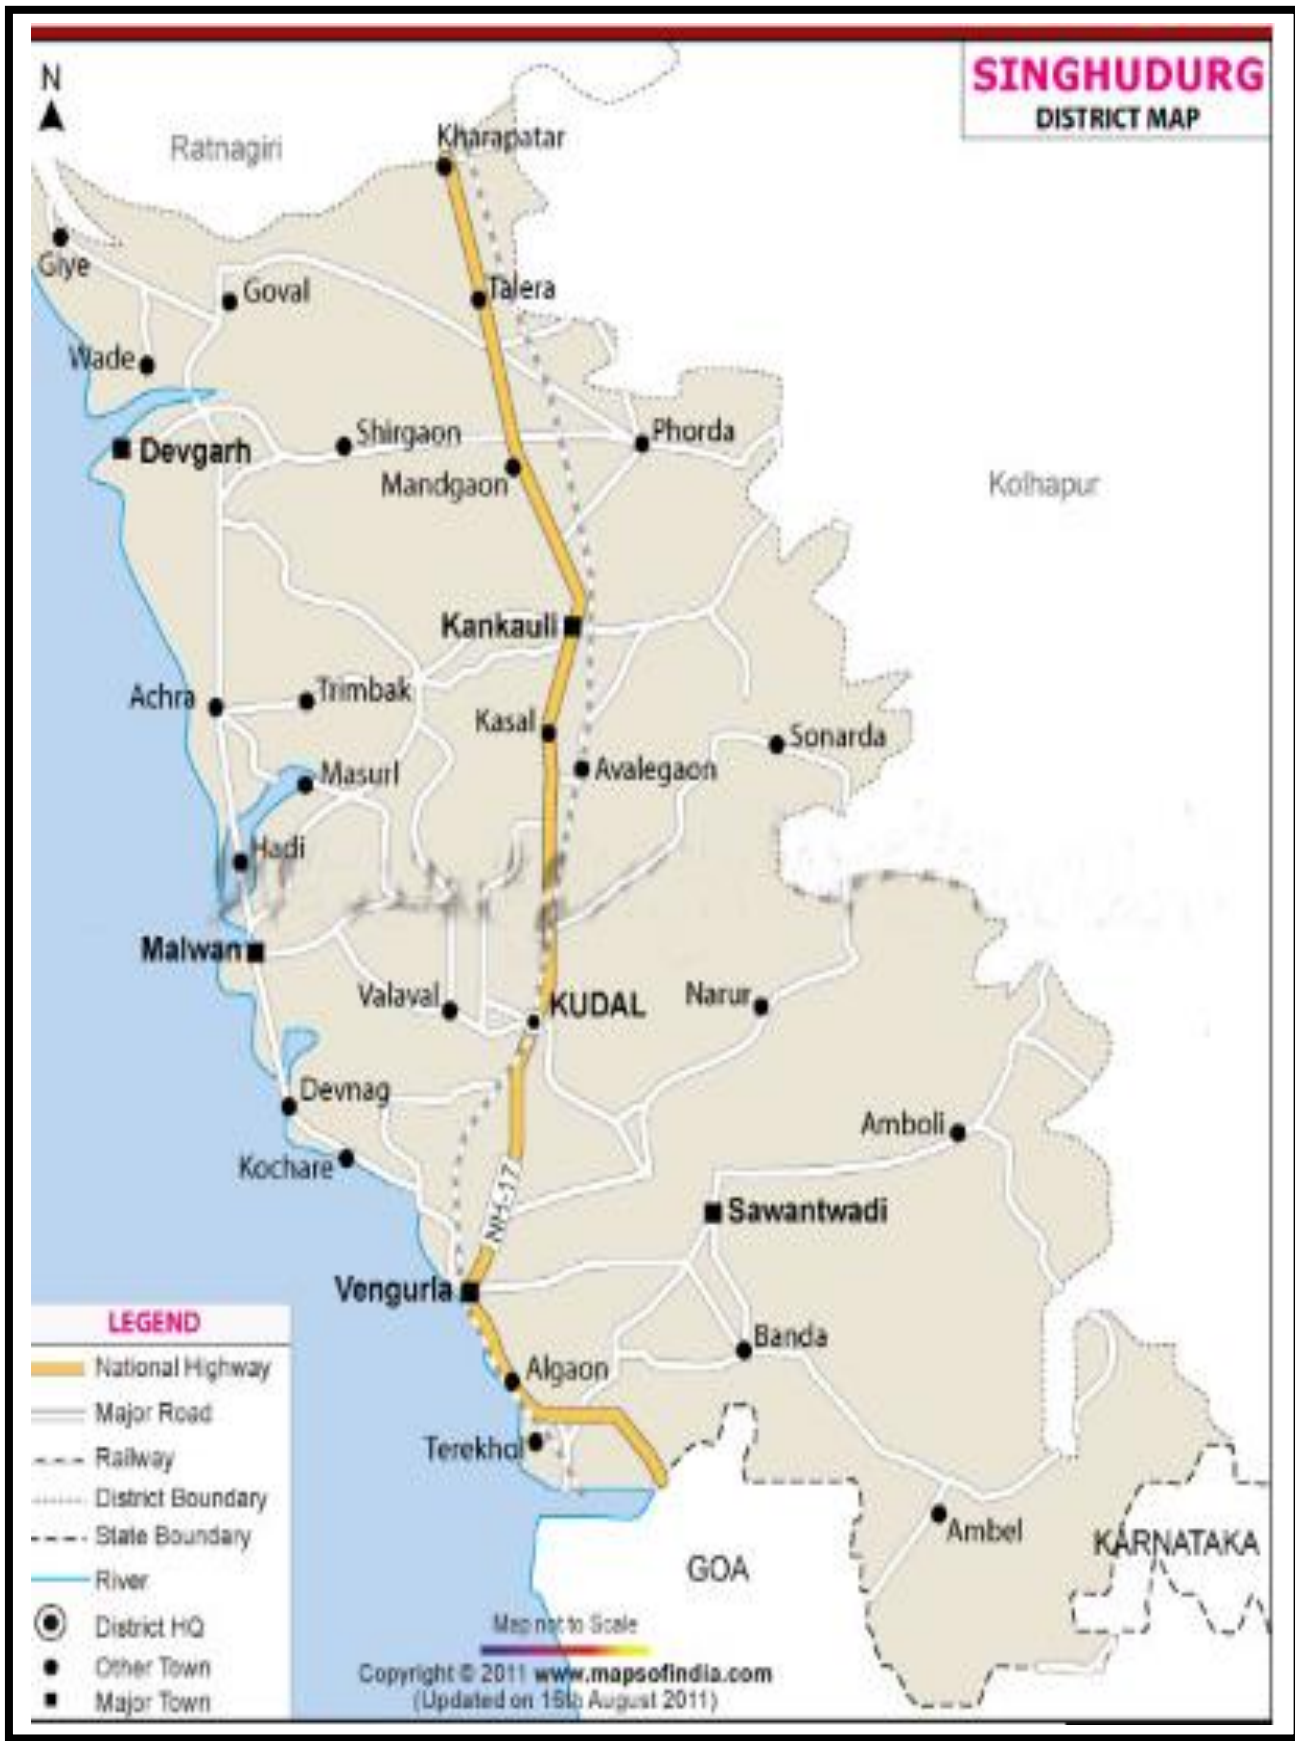 SINGHUDURG
DISTRICT MAP
N
Ratnagiri
Kharapatar
Giye
Goval
Talera
Wade
Devgarh
Shirgaon
Phorda
Mandgaon
Kolhapur
Kankauli
Achra
Trimbak
Kasal
Sonarda
Masurl
Avalegaon
Hadi
Malwan
Valaval
KUDAL
Narur
Devnag
Amboli
Kochare
NH-17
Sawantwadi
Vengurla
LEGEND
National Highway
Major Road
Railway
District Boundary
State Boundary
River
District HQ
Other Town
Major Town
Banda
Algaon
Terekhol
Ambel
KARNATAKA
GOA
Map not to Scale
Copyright © 2011 www.mapsofindia.com
(Updated on 16th August 2011)